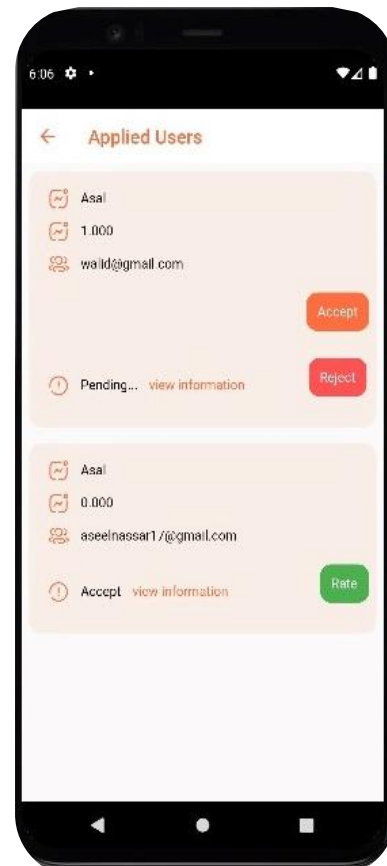 6:06
Applied Users
Asal
1.000
walid@gmail.com
Accept
Pending... view information
Reject
Asal
0.000
aseelnassar17@gmail.com
Rate
Accept view information